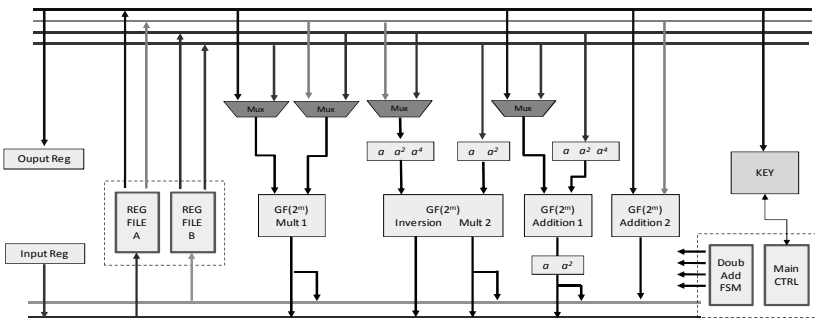 Mux
Mux
Mux
Mux
Ouput Reg
a a² a⁴
a a²
a a² a⁴
KEY
REG
FILE
A
REG
FILE
B
GF(2ᵐ)
Mult 1
GF(2ᵐ)
Inversion Mult 2
GF(2ᵐ)
Addition 1
GF(2ᵐ)
Addition 2
Input Reg
a a²
Doub
Add
FSM
Main
CTRL